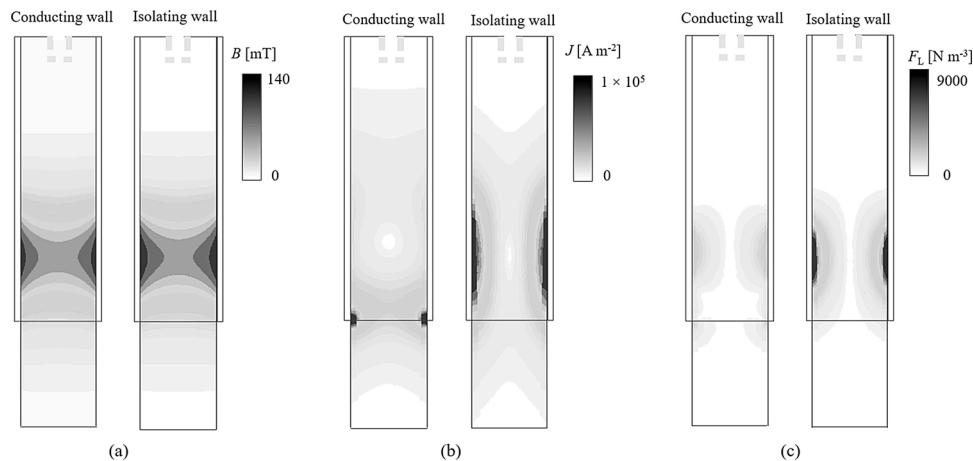 Conducting wall Isolating wall
B [mT]
140
0
(a)
Conducting wall Isolating wall
J [A m-2]
1 × 10⁵
0
(b)
Conducting wall Isolating wall
FL [N m-3]
9000
0
(c)